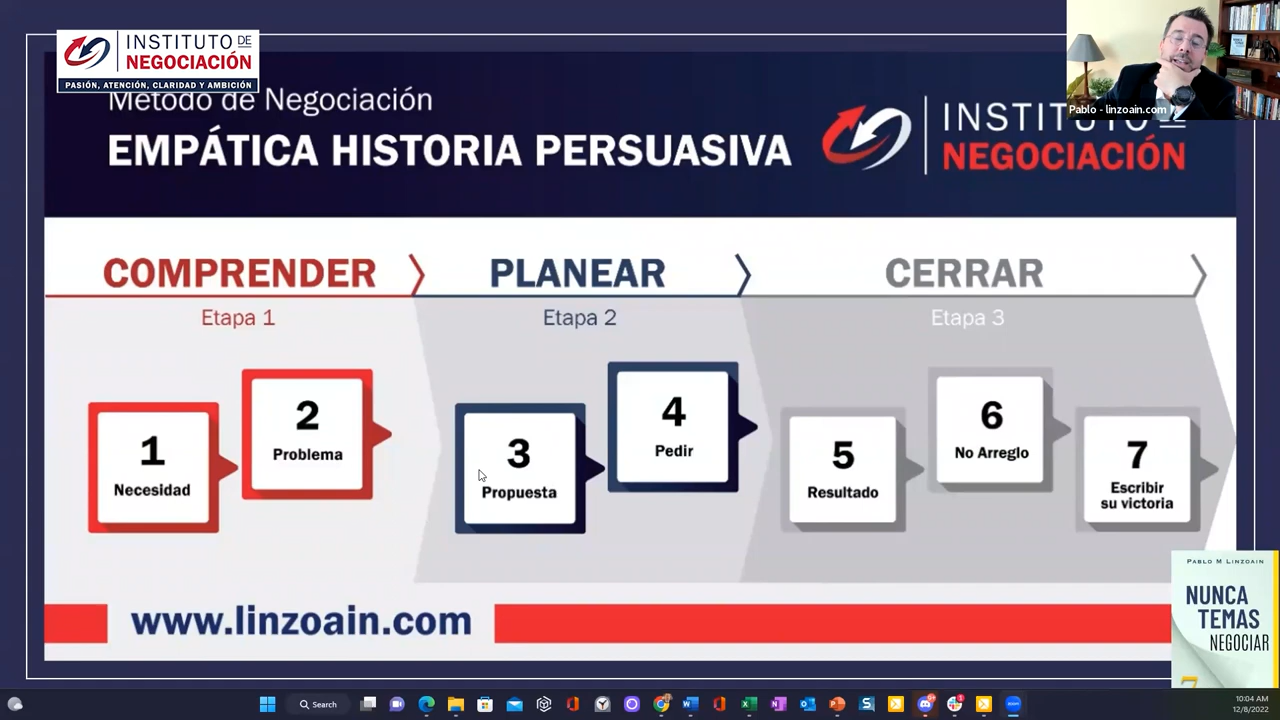 INSTITUTO DE
NEGOCIACIÓN
PASIÓN, ATENCIÓN, CLARIDAD Y AMBICIÓN
Método de Negociación
EMPÁTICA HISTORIA PERSUASIVA
INSTITUTO DE
NEGOCIACIÓN
Pablo - linzoain.com
COMPRENDER
PLANEAR
CERRAR
Etapa 1
Etapa 2
Etapa 3
1
Necesidad
2
Problema
3
Propuesta
4
Pedir
5
Resultado
6
No Arreglo
7
Escribir
su victoria
www.linzoain.com
PABLO M LINZOAIN
NUNCA
TEMAS
NEGOCIAR
7
Search
10:04 AM
12/8/2022